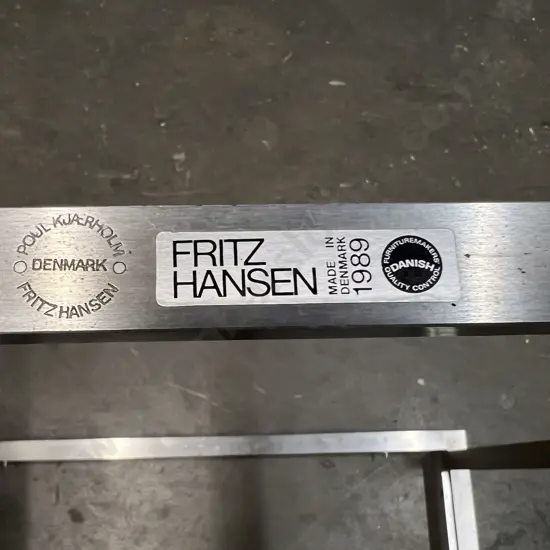 POUL KJÆRHOLM
DENMARK
FRITZ HANSEN
FRITZ
HANSEN
MADE IN
DENMARK
1989
FURNITUREMAKERS'
DANISH
QUALITY CONTROL